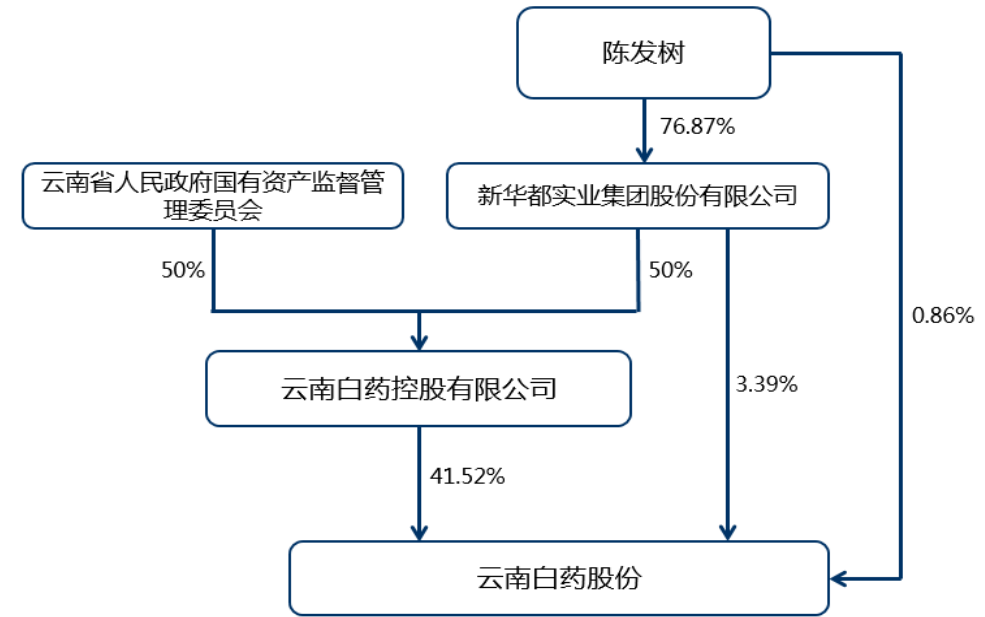 陈发树
76.87%
云南省人民政府国有资产监督管
理委员会
新华都实业集团股份有限公司
50%
50%
0.86%
云南白药控股有限公司
3.39%
41.52%
云南白药股份